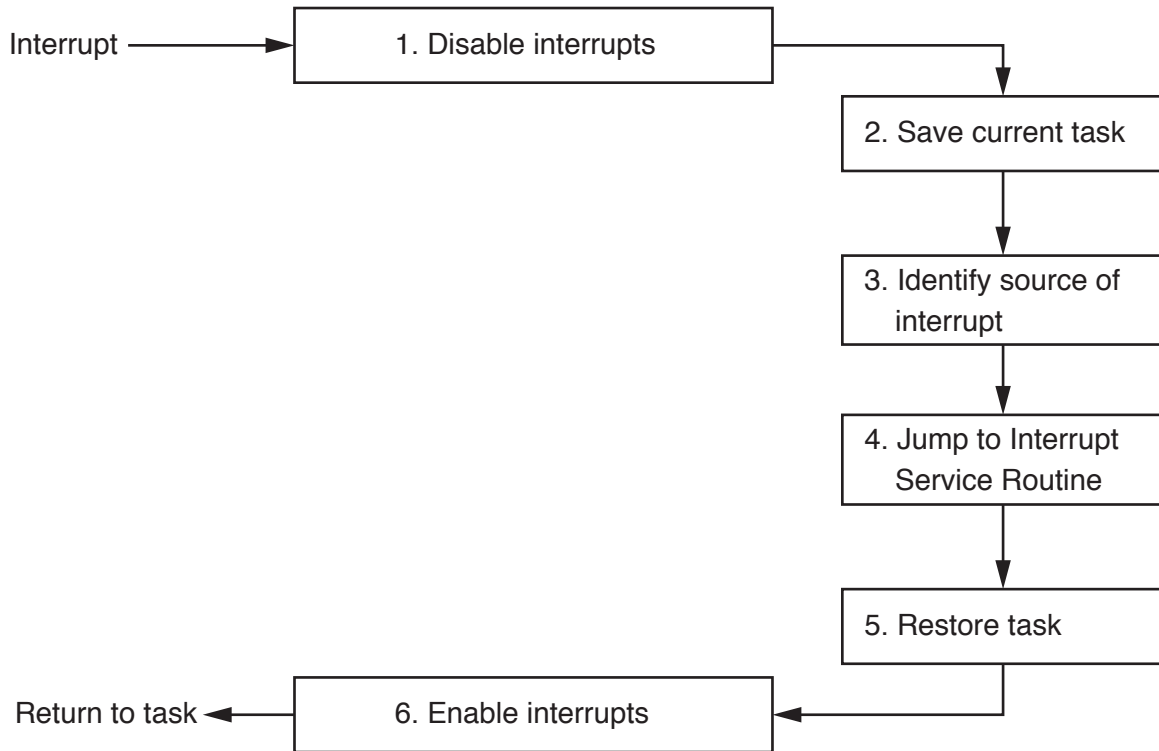 Interrupt
1. Disable interrupts
2. Save current task
3. Identify source of
interrupt
4. Jump to Interrupt
Service Routine
5. Restore task
6. Enable interrupts
Return to task